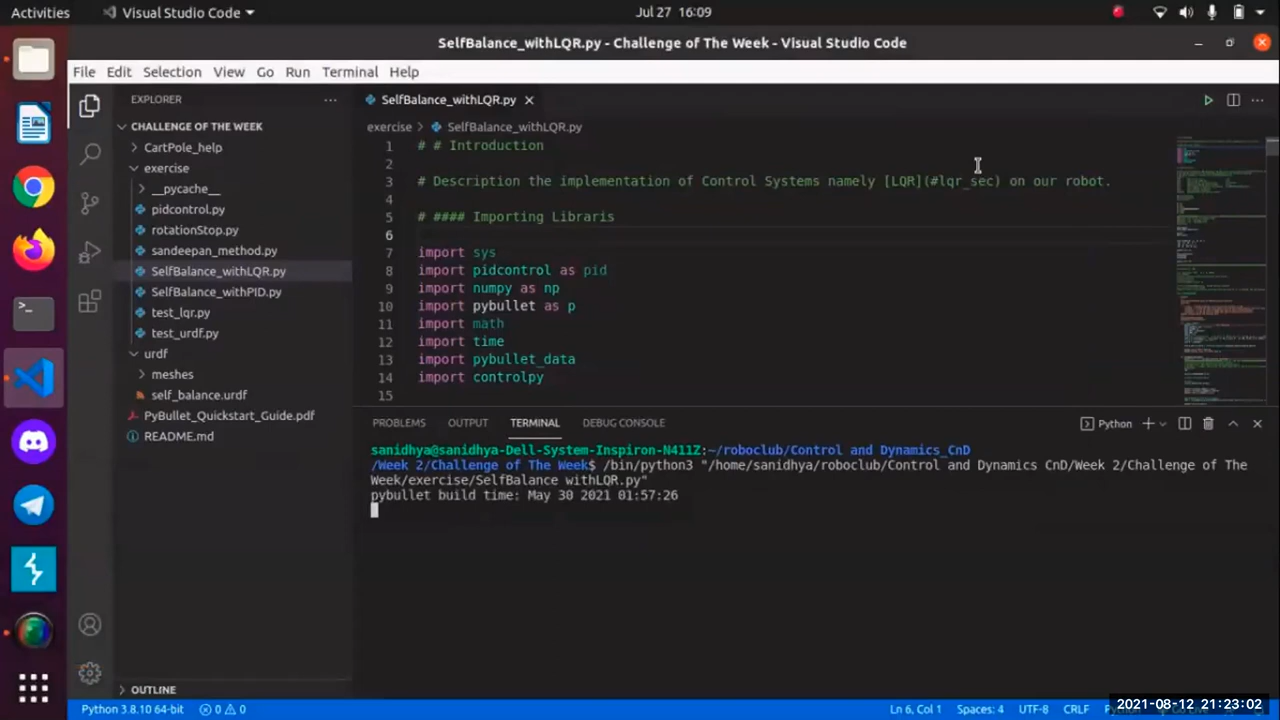 Activities
Visual Studio Code
Jul 27 16:09
SelfBalance_withLQR.py - Challenge of The Week - Visual Studio Code
File Edit Selection View Go Run Terminal Help
EXPLORER
CHALLENGE OF THE WEEK
CartPole_help
exercise
__pycache__
pidcontrol.py
rotationStop.py
sandeepan_method.py
SelfBalance_withLQR.py
SelfBalance_withPID.py
test_lqr.py
test_urdf.py
urdf
meshes
self_balance.urdf
PyBullet_Quickstart_Guide.pdf
README.md
OUTLINE
SelfBalance_withLQR.py
exercise > SelfBalance_withLQR.py
1 # # Introduction
2
3 # Description the implementation of Control Systems namely [LQR](#lqr_sec) on our robot.
4
5 # #### Importing Libraris
6
7 import sys
8 import pidcontrol as pid
9 import numpy as np
10 import pybullet as p
11 import math
12 import time
13 import pybullet_data
14 import controlpy
15
PROBLEMS OUTPUT TERMINAL DEBUG CONSOLE
Python
sanidhya@sanidhya-Dell-System-Inspiron-N411Z:~/roboclub/Control and Dynamics_CnD
/Week 2/Challenge of The Week$ /bin/python3 "/home/sanidhya/roboclub/Control and Dynamics CnD/Week 2/Challenge of The
Week/exercise/SelfBalance withLQR.py"
pybullet build time: May 30 2021 01:57:26
Python 3.8.10 64-bit 0 0
Ln 6, Col 1 Spaces: 4 UTF-8 CRLF
2021-08-12 21:23:02